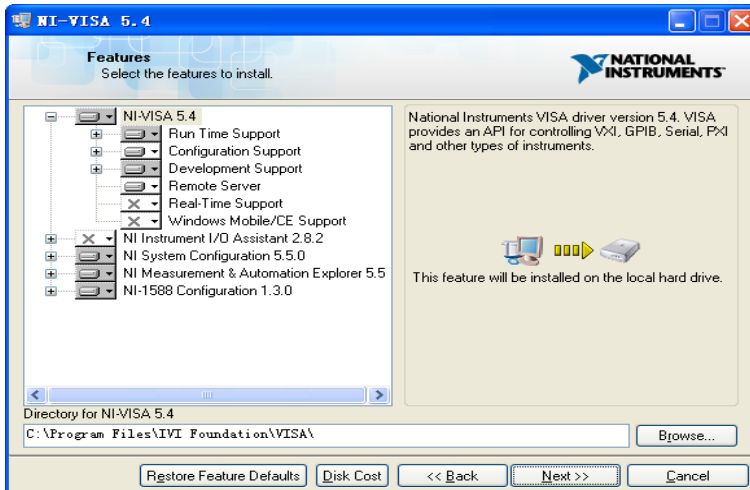 NI-VISA 5.4
Features
Select the features to install.
NATIONAL
INSTRUMENTS
NI-VISA 5.4
Run Time Support
Configuration Support
Development Support
Remote Server
Real-Time Support
Windows Mobile/CE Support
NI Instrument I/O Assistant 2.8.2
NI System Configuration 5.5.0
NI Measurement & Automation Explorer 5.5
NI-1588 Configuration 1.3.0
National Instruments VISA driver version 5.4. VISA
provides an API for controlling VXI, GPIB, Serial, PXI
and other types of instruments.
This feature will be installed on the local hard drive.
Directory for NI-VISA 5.4
C:\Program Files\IVI Foundation\VISA\
Browse...
Restore Feature Defaults
Disk Cost
<< Back
Next >>
Cancel